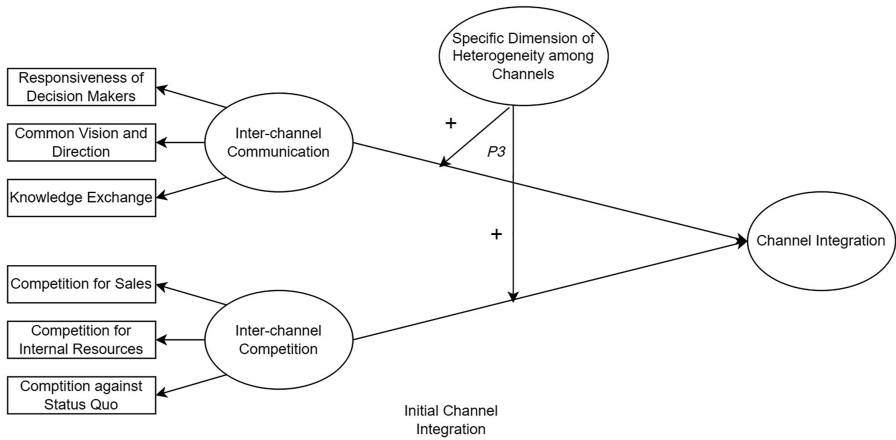 Specific Dimension of
Heterogeneity among
Channels
Responsiveness of
Decision Makers
Common Vision and
Direction
Knowledge Exchange
Inter-channel
Communication
+
P3
+
Channel Integration
Competition for Sales
Competition for
Internal Resources
Comptition against
Status Quo
Inter-channel
Competition
Initial Channel
Integration